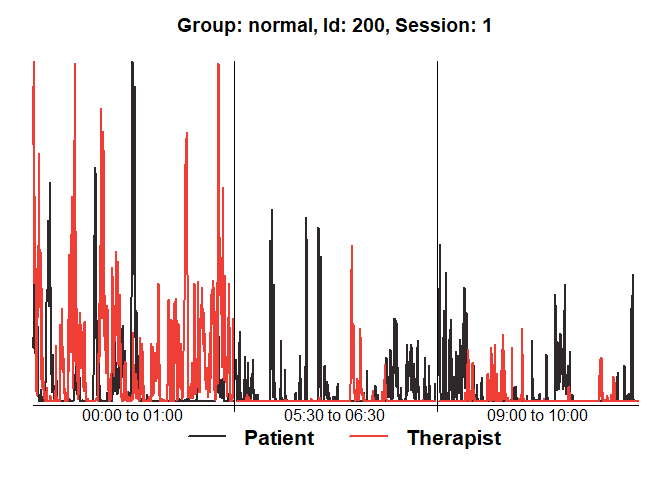 Group: normal, Id: 200, Session: 1
00:00 to 01:00 05:30 to 06:30 09:00 to 10:00
Patient Therapist